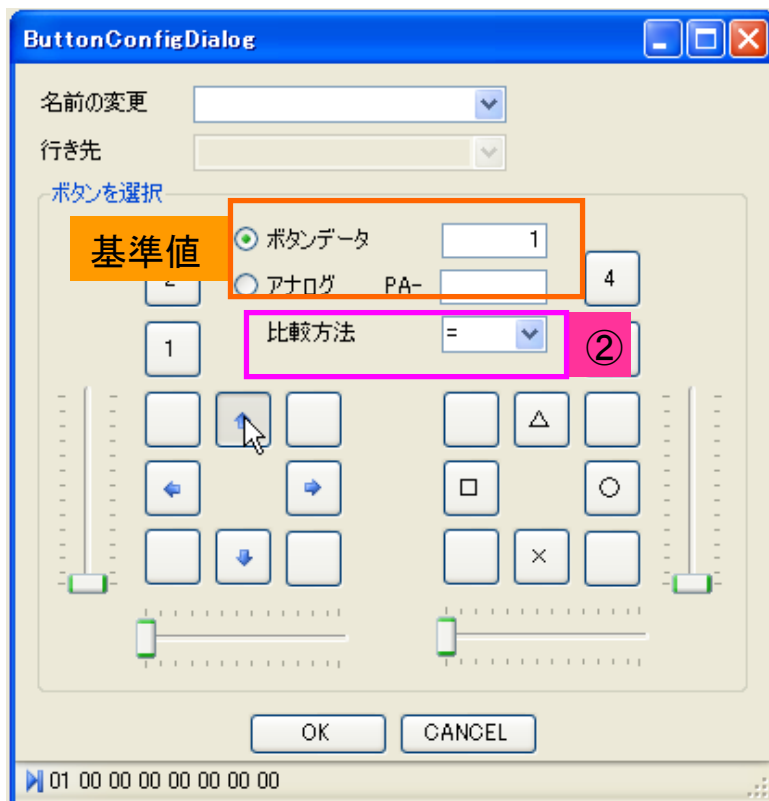 ButtonConfigDialog
名前の変更
行き先
ボタンを選択
基準値
ボタンデータ 1
2 アナログ PA- 4
1 比較方法 = ②
△
□ ○
×
OK CANCEL
01 00 00 00 00 00 00 00